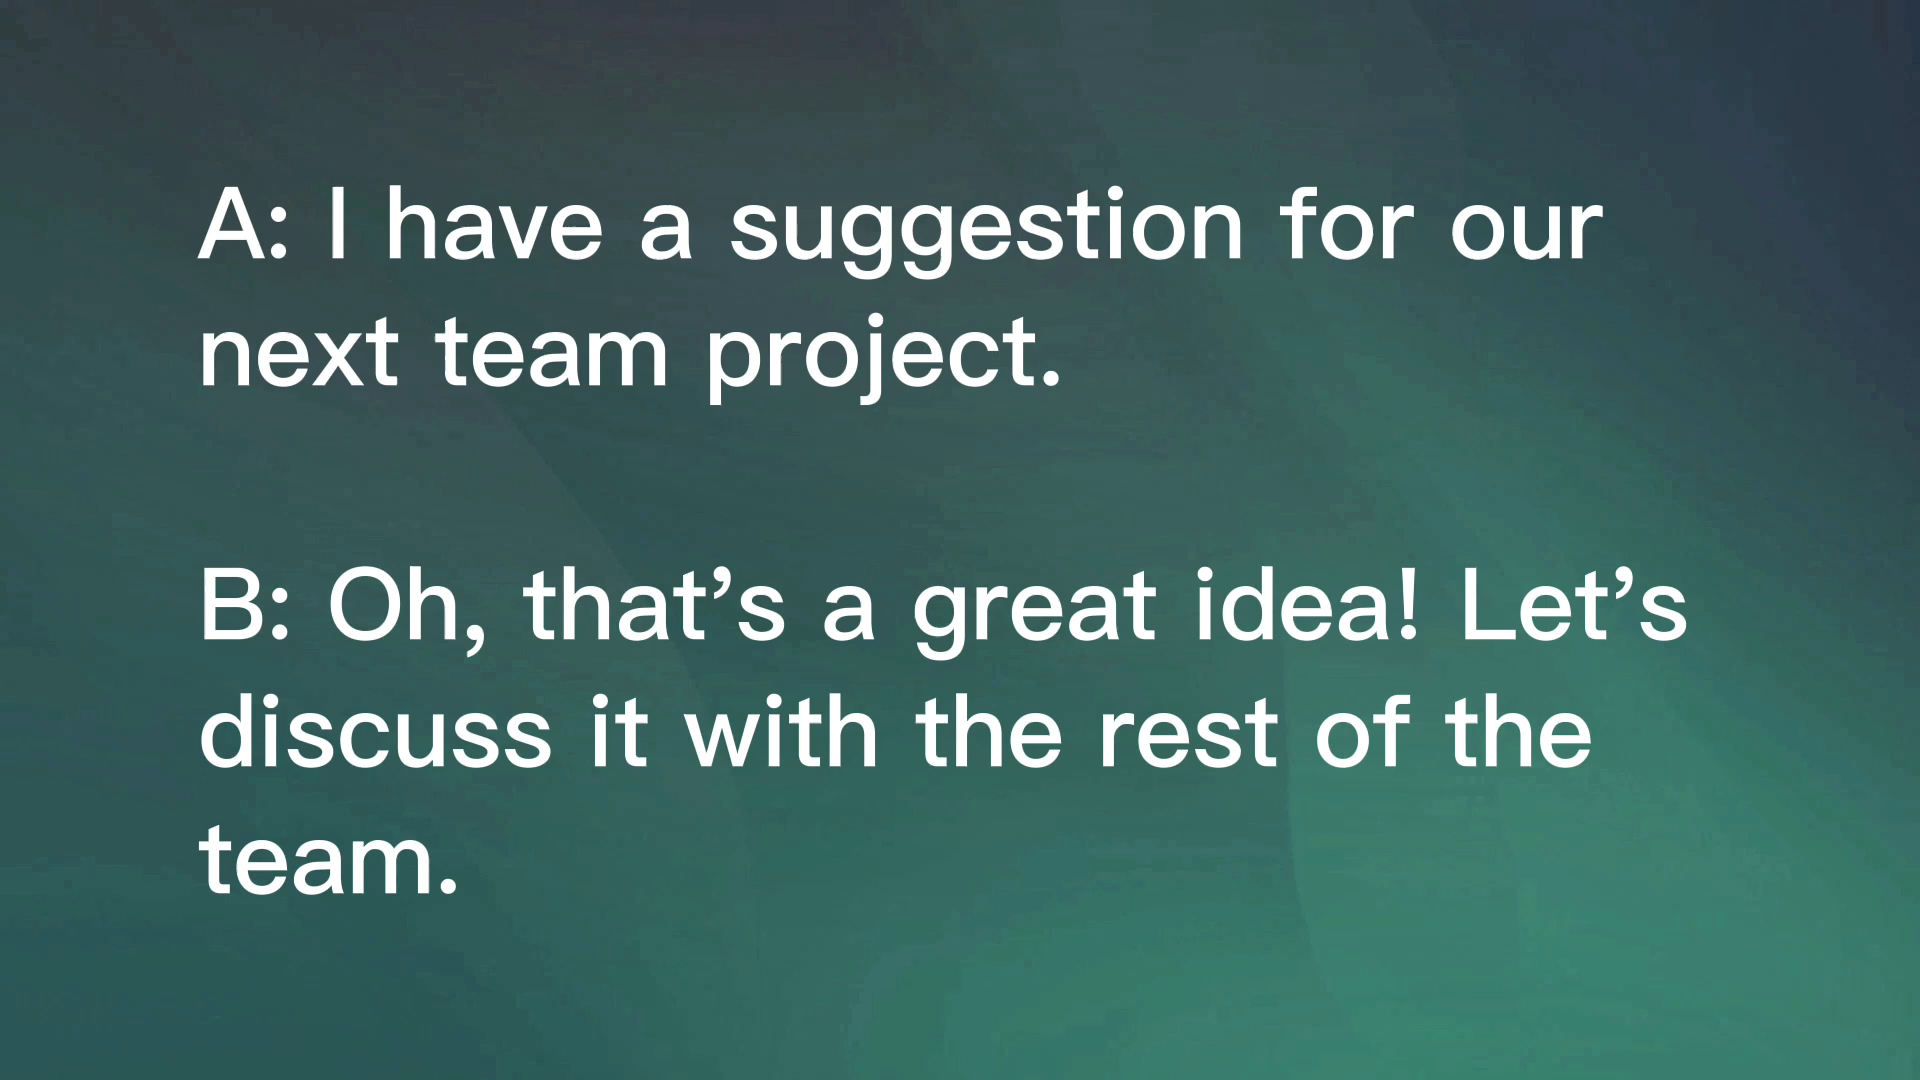 A: I have a suggestion for our
next team project.
B: Oh, that’s a great idea! Let’s
discuss it with the rest of the
team.